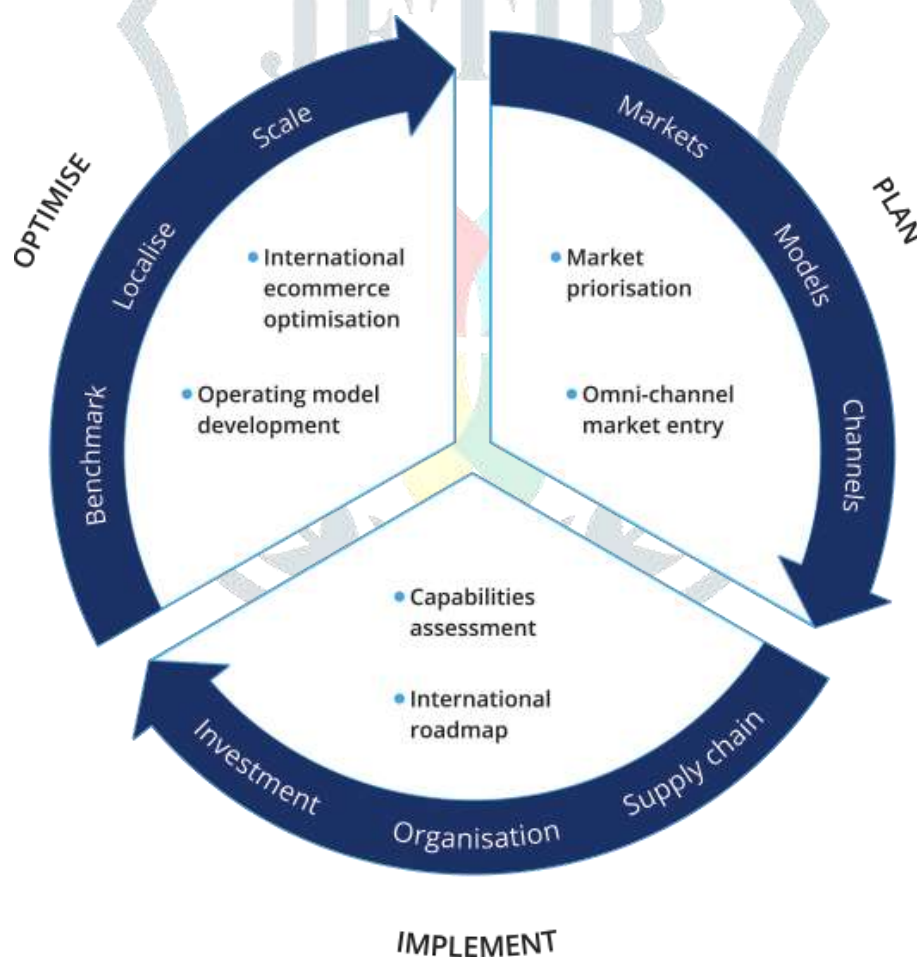 JETIR
OPTIMISE
Scale
Localise
Benchmark
• International
ecommerce
optimisation
• Operating model
development
PLAN
Markets
Models
Channels
• Market
priorisation
• Omni-channel
market entry
• Capabilities
assessment
• International
roadmap
Supply chain
Organisation
Investment
IMPLEMENT